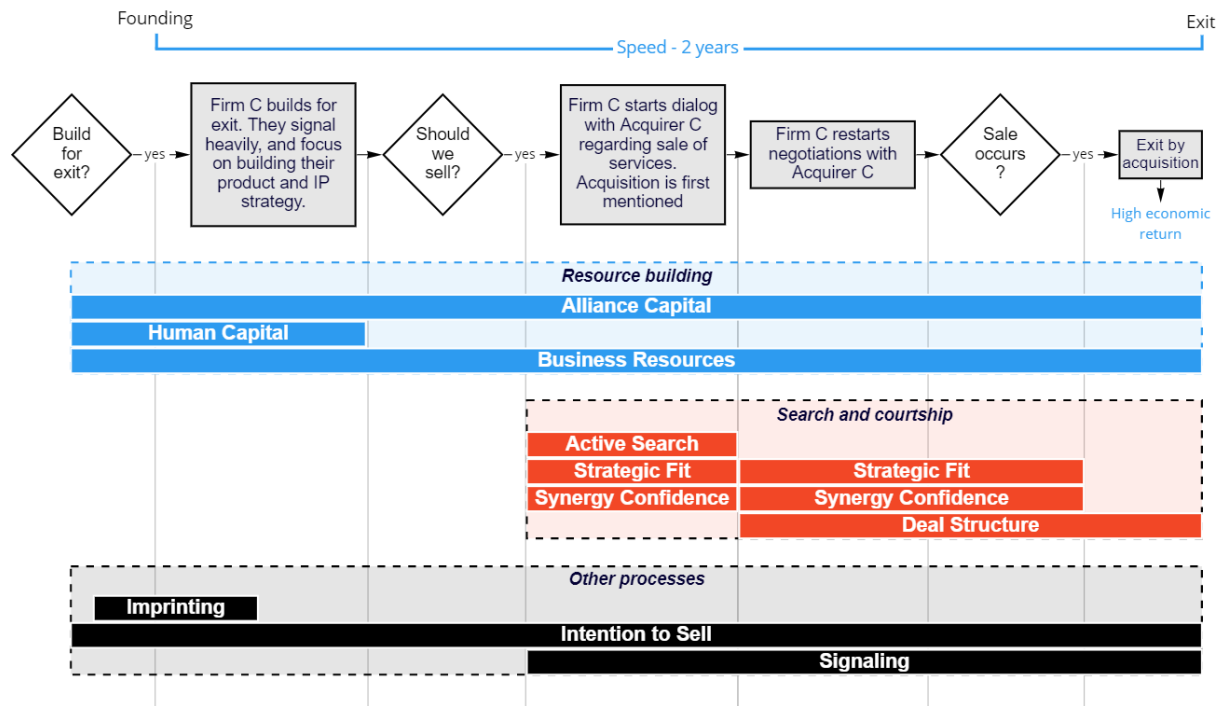 Founding
Exit
Speed - 2 years
Build
for
exit?
yes
Firm C builds for
exit. They signal
heavily, and focus
on building their
product and IP
strategy.
Should
we
sell?
yes
Firm C starts dialog
with Acquirer C
regarding sale of
services.
Acquisition is first
mentioned
Firm C restarts
negotiations with
Acquirer C
Sale
occurs
?
yes
Exit by
acquisition
High economic
return
Resource building
Alliance Capital
Human Capital
Business Resources
Search and courtship
Active Search
Strategic Fit
Strategic Fit
Synergy Confidence
Synergy Confidence
Deal Structure
Other processes
Imprinting
Intention to Sell
Signaling